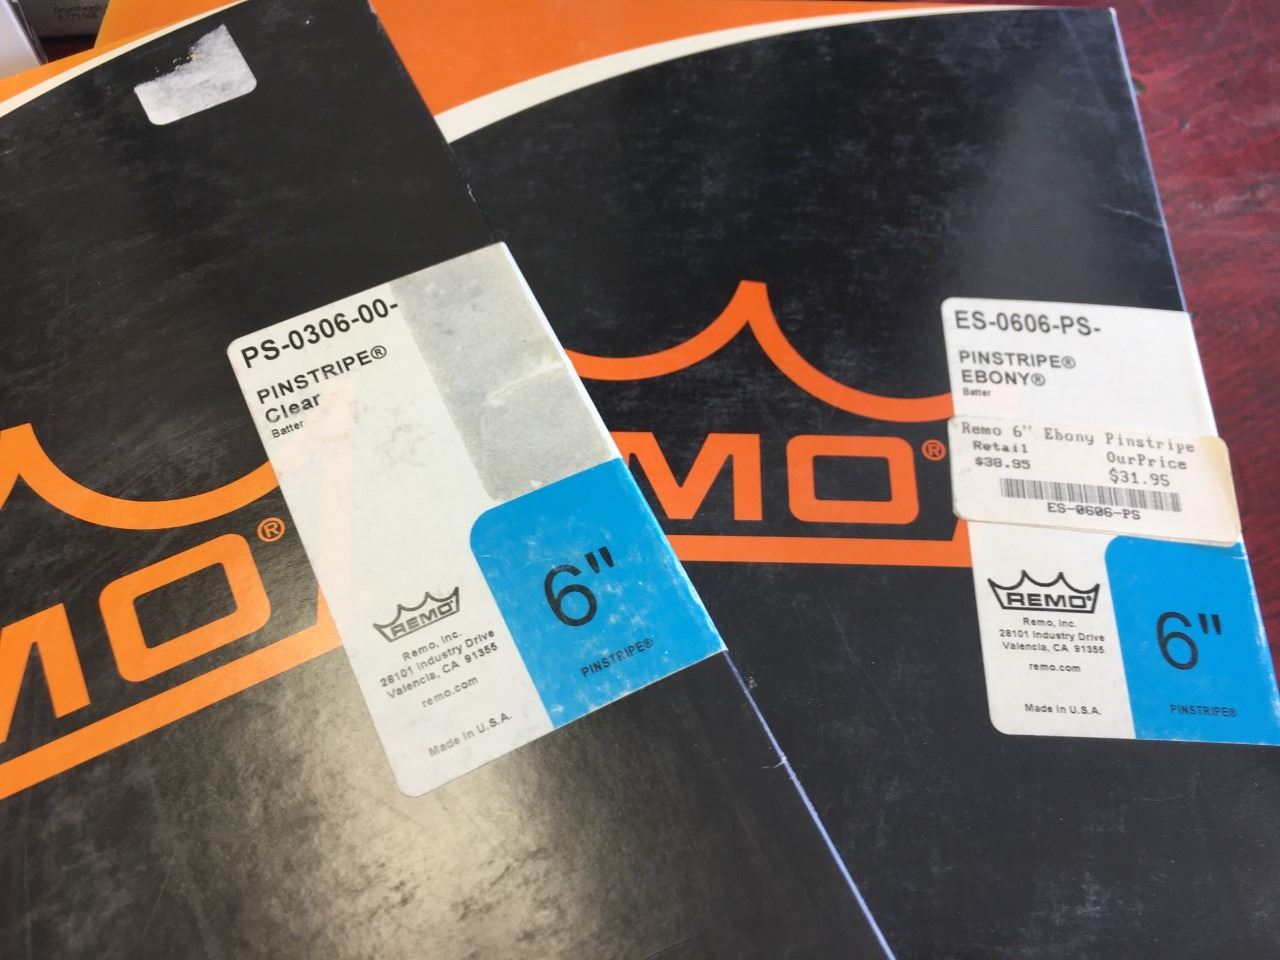 PS-0306-00-
PINSTRIPE®
Clear
Batter
6"
PINSTRIPE®
REMO®
Remo, Inc.
28101 Industry Drive
Valencia, CA 91355
remo.com
Made in U.S.A.
MO®
EMO®
ES-0606-PS-
PINSTRIPE®
EBONY®
Batter
Remo 6" Ebony Pinstripe
Retail OurPrice
$38.95 $31.95
ES-0606-PS
REMO®
Remo, Inc.
28101 Industry Drive
Valencia, CA 91355
remo.com
Made in U.S.A.
6"
PINSTRIPE®